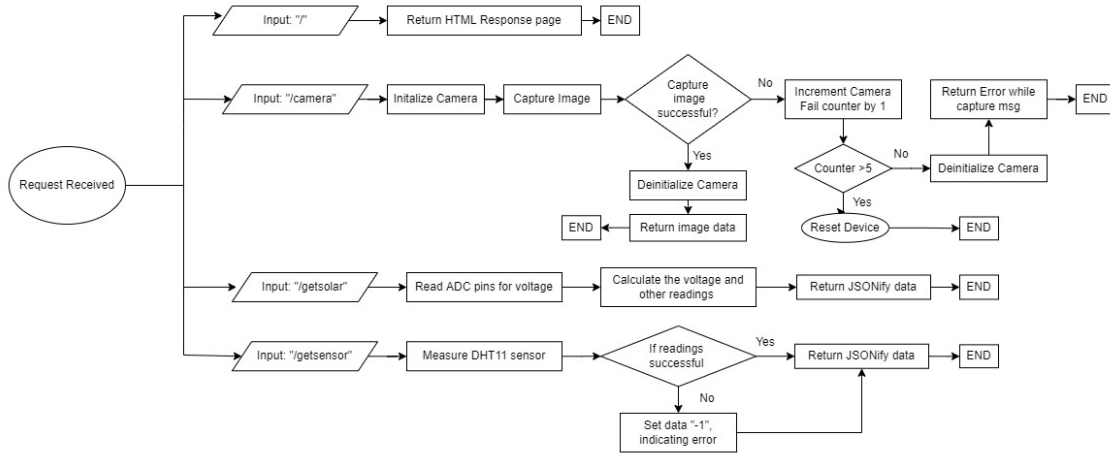 Input: "/"
Return HTML Response page
END
Input: "/camera"
Initalize Camera
Capture Image
Capture
image
successful?
No
Increment Camera
Fail counter by 1
Return Error while
capture msg
END
Yes
Counter >5
No
Deinitialize Camera
Request Received
Deinitialize Camera
Yes
END
Return image data
Reset Device
END
Input: "/getsolar"
Read ADC pins for voltage
Calculate the voltage and
other readings
Return JSONify data
END
Input: "/getsensor"
Measure DHT11 sensor
If readings
successful
Yes
Return JSONify data
END
No
Set data "-1",
indicating error